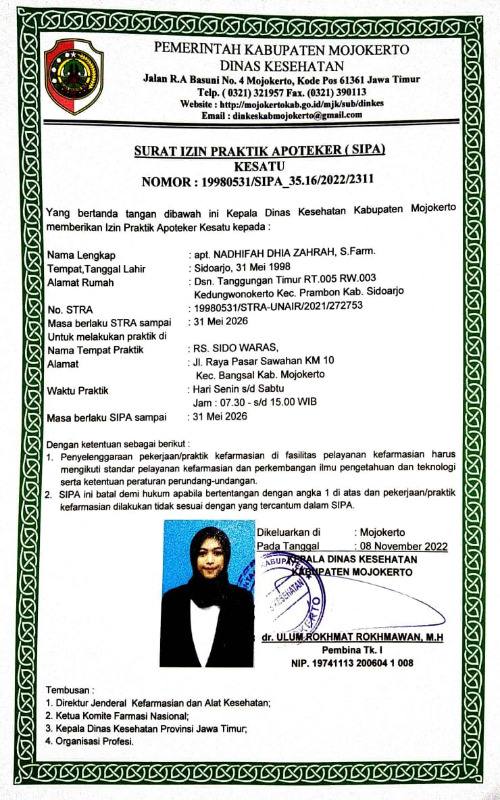 PEMERINTAH KABUPATEN MOJOKERTO
DINAS KESEHATAN
Jalan R.A Basuni No. 4 Mojokerto, Kode Pos 61361 Jawa Timur
Telp. ( 0321) 321957 Fax. (0321) 390113
Website : http://mojokertokab.go.id/mjk/sub/dinkes
Email : dinkeskabmojokerto@gmail.com
SURAT IZIN PRAKTIK APOTEKER ( SIPA)
KESATU
NOMOR : 19980531/SIPA_35.16/2022/2311
Yang bertanda tangan dibawah ini Kepala Dinas Kesehatan Kabupaten Mojokerto
memberikan Izin Praktik Apoteker Kesatu kepada :
Nama Lengkap : apt. NADHIFAH DHIA ZAHRAH, S.Farm.
Tempat,Tanggal Lahir : Sidoarjo, 31 Mei 1998
Alamat Rumah : Dsn. Tanggungan Timur RT.005 RW.003
Kedungwonokerto Kec. Prambon Kab. Sidoarjo
No. STRA : 19980531/STRA-UNAIR/2021/272753
Masa berlaku STRA sampai : 31 Mei 2026
Untuk melakukan praktik di
Nama Tempat Praktik : RS. SIDO WARAS,
Alamat : Jl. Raya Pasar Sawahan KM 10
Kec. Bangsal Kab. Mojokerto
Waktu Praktik : Hari Senin s/d Sabtu
Jam : 07.30 - s/d 15.00 WIB
Masa berlaku SIPA sampai : 31 Mei 2026
Dengan ketentuan sebagai berikut :
1. Penyelenggaraan pekerjaan/praktik kefarmasian di fasilitas pelayanan kefarmasian harus
mengikuti standar pelayanan kefarmasian dan perkembangan ilmu pengetahuan dan teknologi
serta ketentuan peraturan perundang-undangan.
2. SIPA ini batal demi hukum apabila bertentangan dengan angka 1 di atas dan pekerjaan/praktik
kefarmasian dilakukan tidak sesuai dengan yang tercantum dalam SIPA.
Dikeluarkan di : Mojokerto
Pada Tanggal : 08 November 2022
KEPALA DINAS KESEHATAN
KABUPATEN MOJOKERTO
dr. ULUM ROKHMAT ROKHMAWAN, M.H
Pembina Tk. I
NIP. 19741113 200604 1 008
Tembusan :
1. Direktur Jenderal Kefarmasian dan Alat Kesehatan;
2. Ketua Komite Farmasi Nasional;
3. Kepala Dinas Kesehatan Provinsi Jawa Timur;
4. Organisasi Profesi.